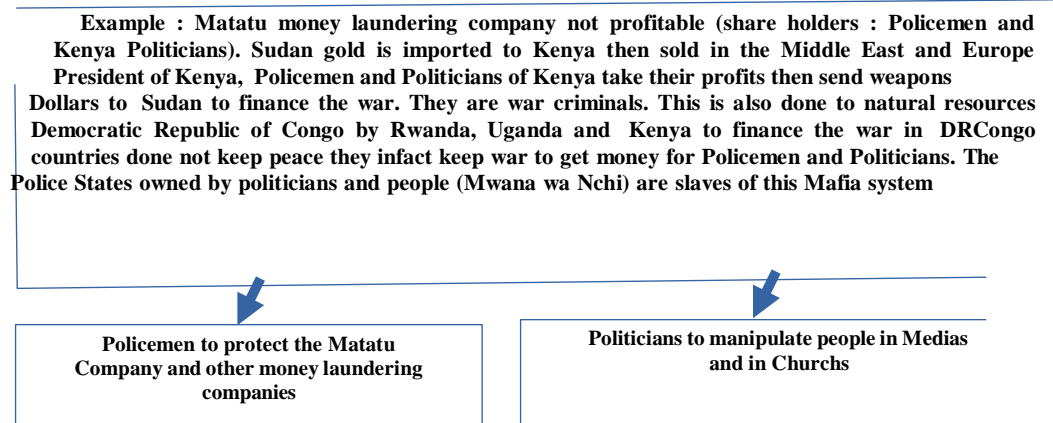 Example : Matatu money laundering company not profitable (share holders : Policemen and
Kenya Politicians). Sudan gold is imported to Kenya then sold in the Middle East and Europe
President of Kenya, Policemen and Politicians of Kenya take their profits then send weapons
Dollars to Sudan to finance the war. They are war criminals. This is also done to natural resources
Democratic Republic of Congo by Rwanda, Uganda and Kenya to finance the war in DRCongo
countries done not keep peace they infact keep war to get money for Policemen and Politicians. The
Police States owned by politicians and people (Mwana wa Nchi) are slaves of this Mafia system
Policemen to protect the Matatu
Company and other money laundering
companies
Politicians to manipulate people in Medias
and in Churchs